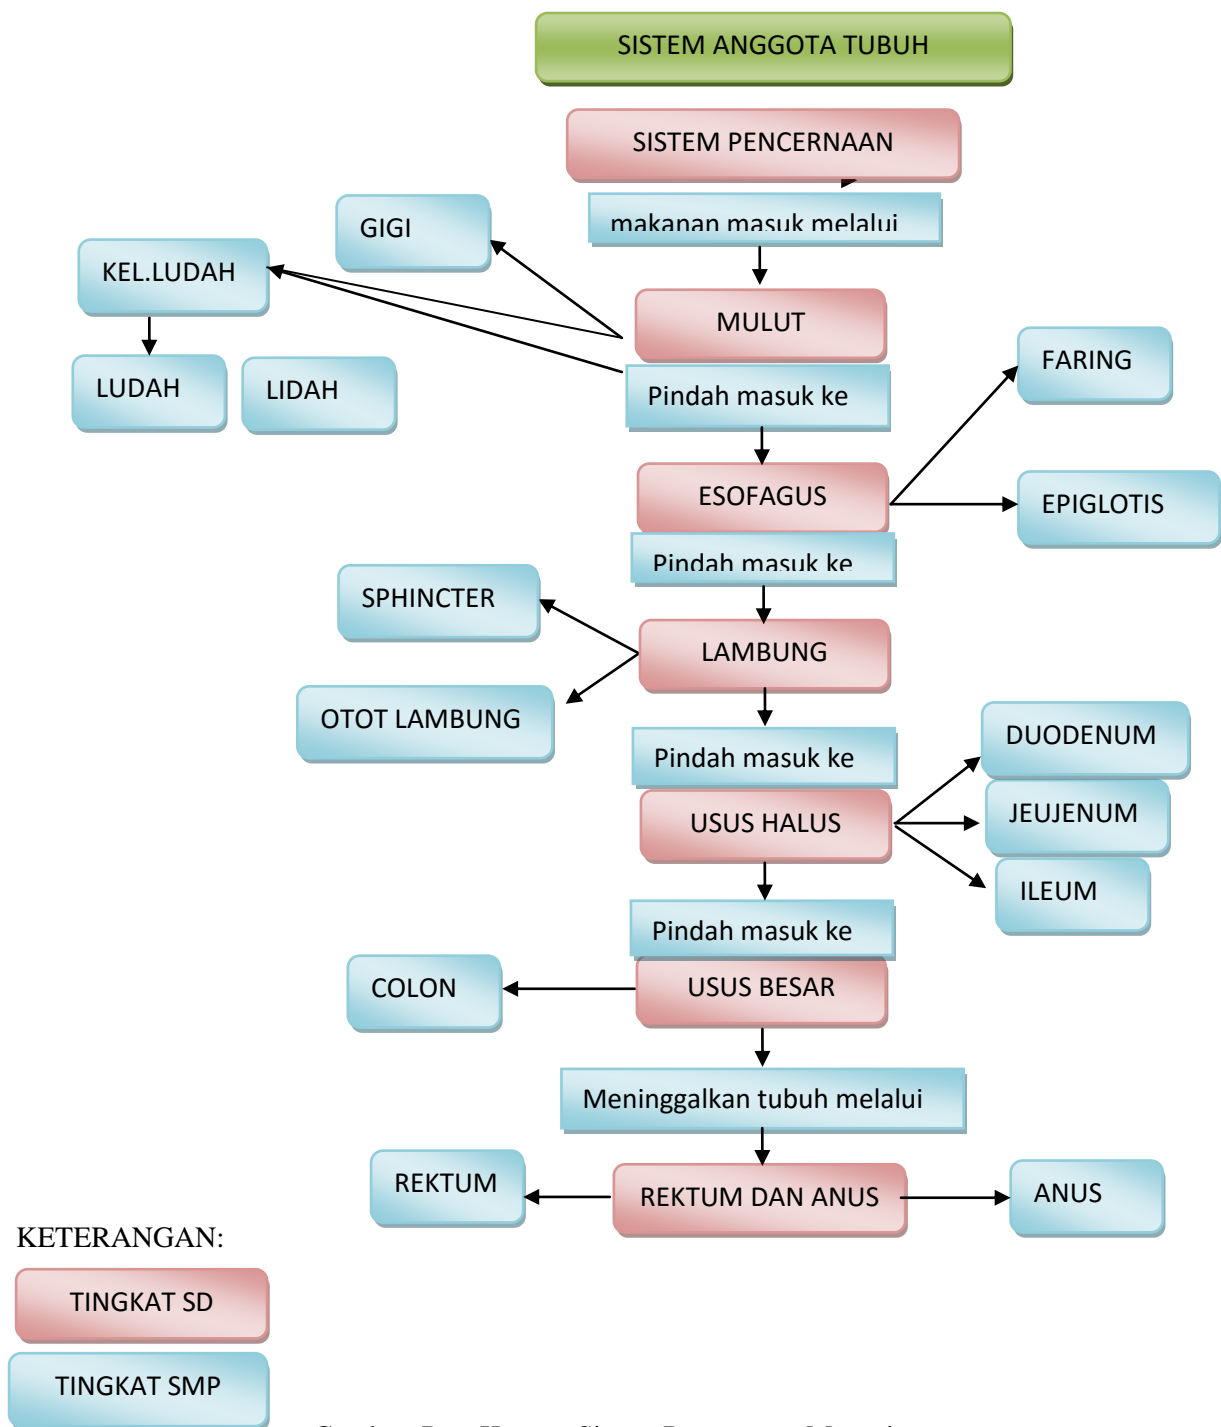 SISTEM ANGGOTA TUBUH
SISTEM PENCERNAAN
makanan masuk melalui
GIGI
KEL.LUDAH
MULUT
LUDAH
LIDAH
Pindah masuk ke
FARING
ESOFAGUS
EPIGLOTIS
Pindah masuk ke
SPHINCTER
LAMBUNG
OTOT LAMBUNG
Pindah masuk ke
DUODENUM
USUS HALUS
JEUJENUM
ILEUM
Pindah masuk ke
COLON
USUS BESAR
Meninggalkan tubuh melalui
REKTUM
REKTUM DAN ANUS
ANUS
KETERANGAN:
TINGKAT SD
TINGKAT SMP